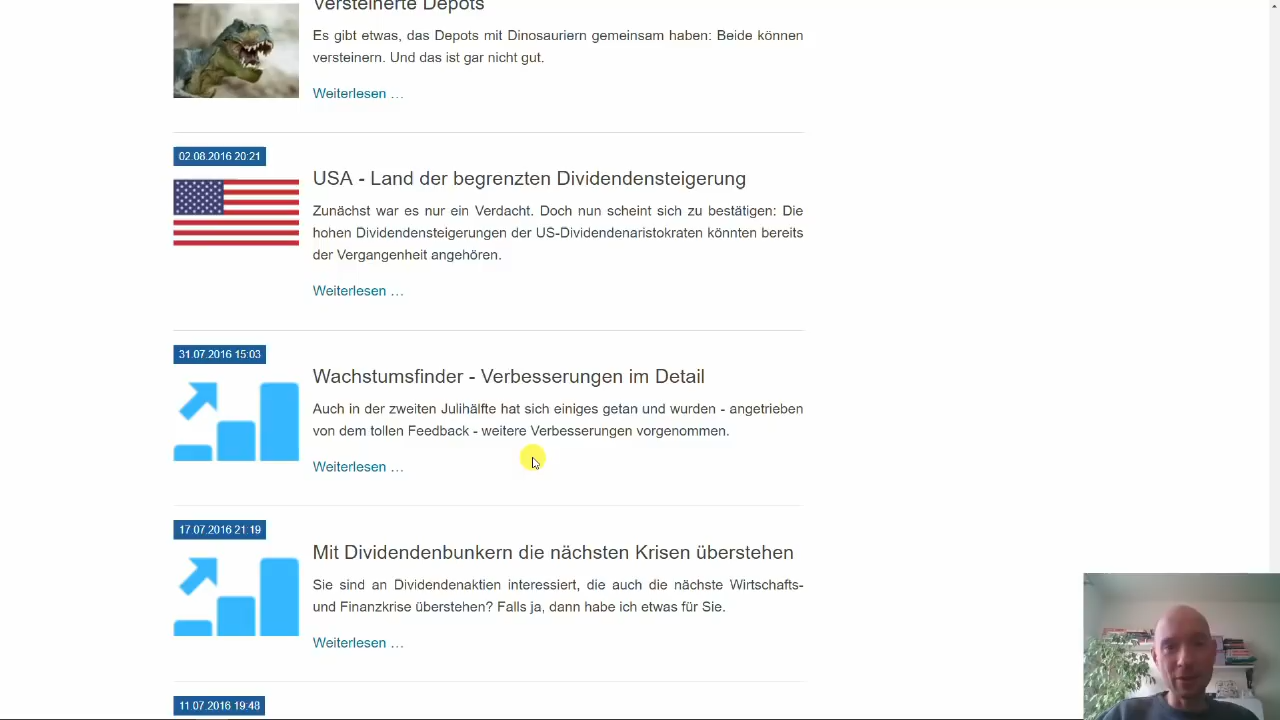 Versteinerte Depots
Es gibt etwas, das Depots mit Dinosauriern gemeinsam haben: Beide können
versteinern. Und das ist gar nicht gut.
Weiterlesen …
02.08.2016 20:21
USA - Land der begrenzten Dividendensteigerung
Zunächst war es nur ein Verdacht. Doch nun scheint sich zu bestätigen: Die
hohen Dividendensteigerungen der US-Dividendenaristokraten könnten bereits
der Vergangenheit angehören.
Weiterlesen …
31.07.2016 15:03
Wachstumsfinder - Verbesserungen im Detail
Auch in der zweiten Julihälfte hat sich einiges getan und wurden - angetrieben
von dem tollen Feedback - weitere Verbesserungen vorgenommen.
Weiterlesen …
17.07.2016 21:19
Mit Dividendenbunkern die nächsten Krisen überstehen
Sie sind an Dividendenaktien interessiert, die auch die nächste Wirtschafts-
und Finanzkrise überstehen? Falls ja, dann habe ich etwas für Sie.
Weiterlesen …
11.07.2016 19:48